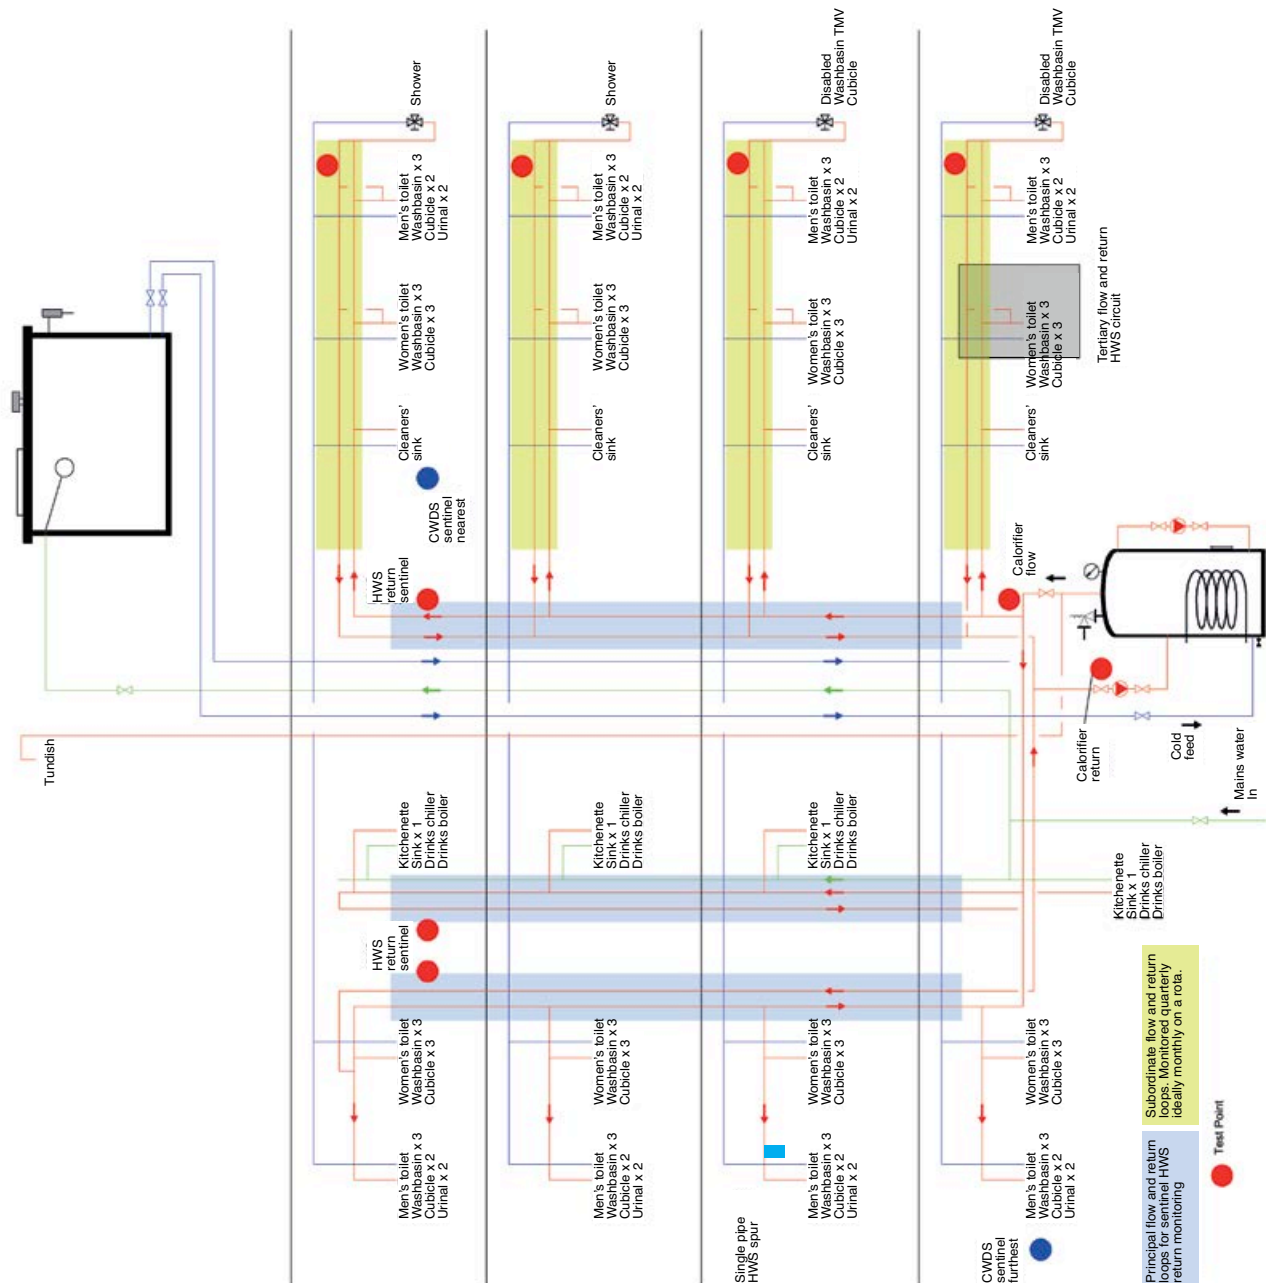 Tundish
Shower
Men's toilet
Washbasin x 3
Cubicle x 2
Urinal x 2
Women's toilet
Washbasin x 3
Cubicle x 3
Cleaners'
sink
CWDS
sentinel
nearest
HWS
return
sentinel
Kitchenette
Sink x 1
Drinks chiller
Drinks boiler
HWS
return
sentinel
Women's toilet
Washbasin x 3
Cubicle x 3
Men's toilet
Washbasin x 3
Cubicle x 2
Urinal x 2
Shower
Men's toilet
Washbasin x 3
Cubicle x 2
Urinal x 2
Women's toilet
Washbasin x 3
Cubicle x 3
Cleaners'
sink
Kitchenette
Sink x 1
Drinks chiller
Drinks boiler
Women's toilet
Washbasin x 3
Cubicle x 3
Men's toilet
Washbasin x 3
Cubicle x 2
Urinal x 2
Disabled
Washbasin TMV
Cubicle
Men's toilet
Washbasin x 3
Cubicle x 2
Urinal x 2
Women's toilet
Washbasin x 3
Cubicle x 3
Cleaners'
sink
Kitchenette
Sink x 1
Drinks chiller
Drinks boiler
Women's toilet
Washbasin x 3
Cubicle x 3
Men's toilet
Washbasin x 3
Cubicle x 2
Urinal x 2
Single pipe
HWS spur
Disabled
Washbasin TMV
Cubicle
Men's toilet
Washbasin x 3
Cubicle x 2
Urinal x 2
Women's toilet
Washbasin x 3
Cubicle x 3
Tertiary flow and return
HWS circuit
Cleaners'
sink
Calorifier
flow
Calorifier
return
Cold
feed
Mains water
In
Kitchenette
Sink x 1
Drinks chiller
Drinks boiler
Women's toilet
Washbasin x 3
Cubicle x 3
Men's toilet
Washbasin x 3
Cubicle x 2
Urinal x 2
CWDS
sentinel
furthest
Principal flow and return
loops for sentinel HWS
return monitoring
Subordinate flow and return
loops. Monitored quarterly
ideally monthly on a rota.
Test Point